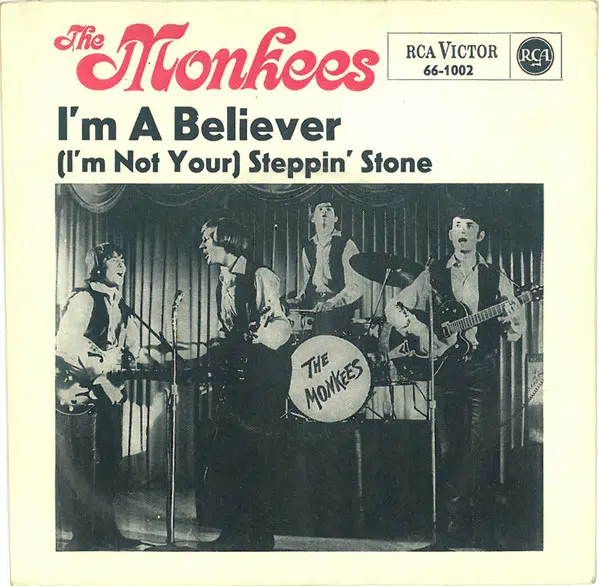 The Monkees
RCA VICTOR
66-1002
RCA
I'm A Believer
(I'm Not Your) Steppin' Stone
THE
MONKEES